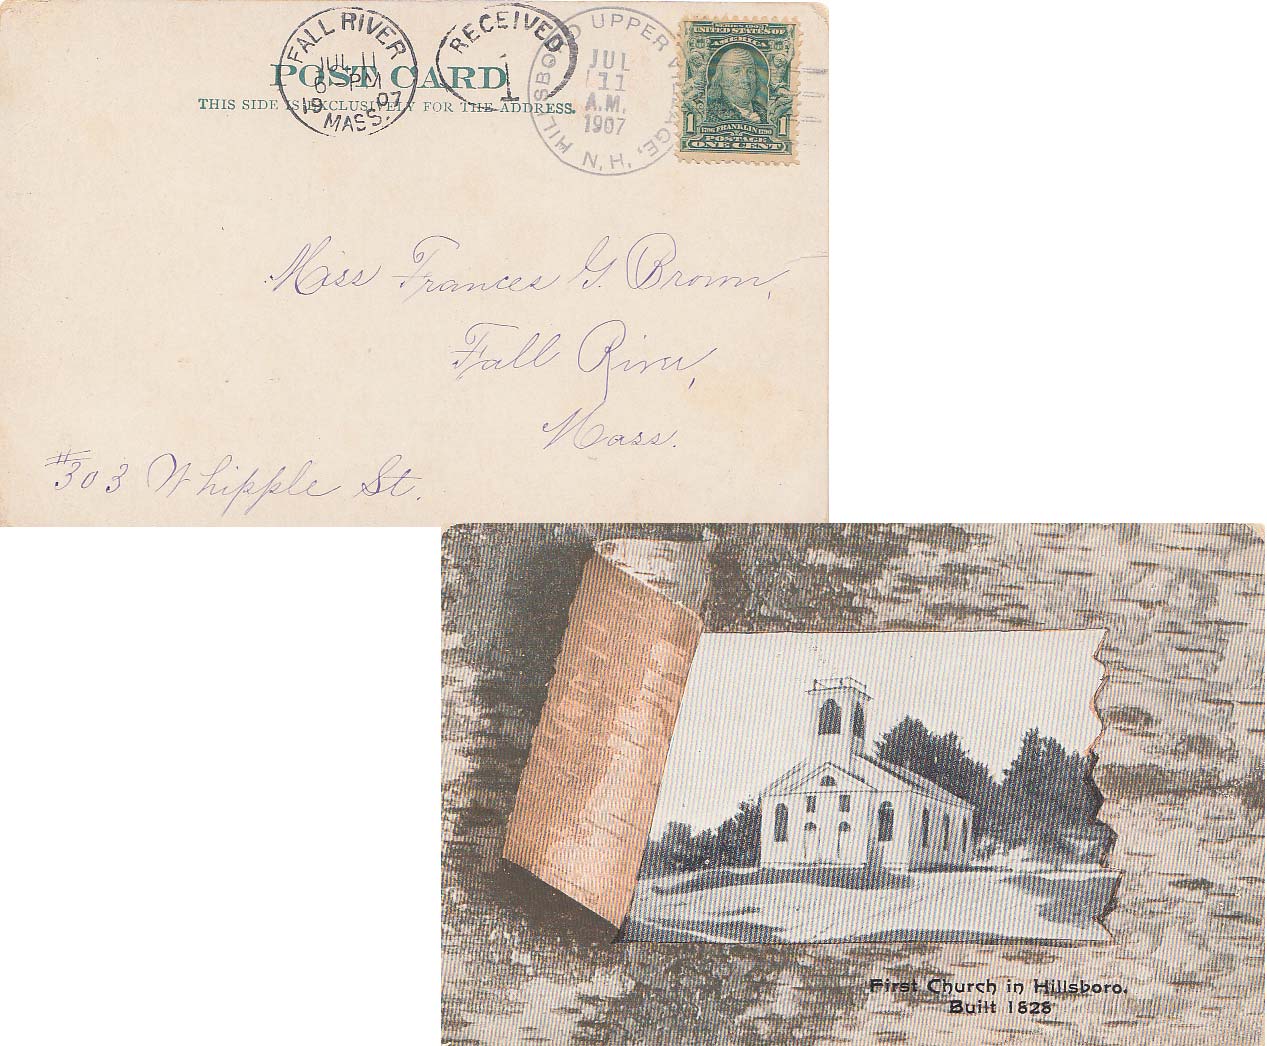 FALL RIVER
JUL 11
6-PM
1907
MASS.
RECEIVED
1
HILLSBORO UPPER VILLAGE, N.H.
JUL
11
A.M.
1907
SERIES 1902
UNITED STATES OF
AMERICA
1706 FRANKLIN 1790
1 POSTAGE 1
ONE CENT
POST CARD
THIS SIDE IS EXCLUSIVELY FOR THE ADDRESS.
Miss Frances G. Brown,
Fall River,
Mass.
#303 Whipple St.
First Church in Hillsboro.
Built 1828